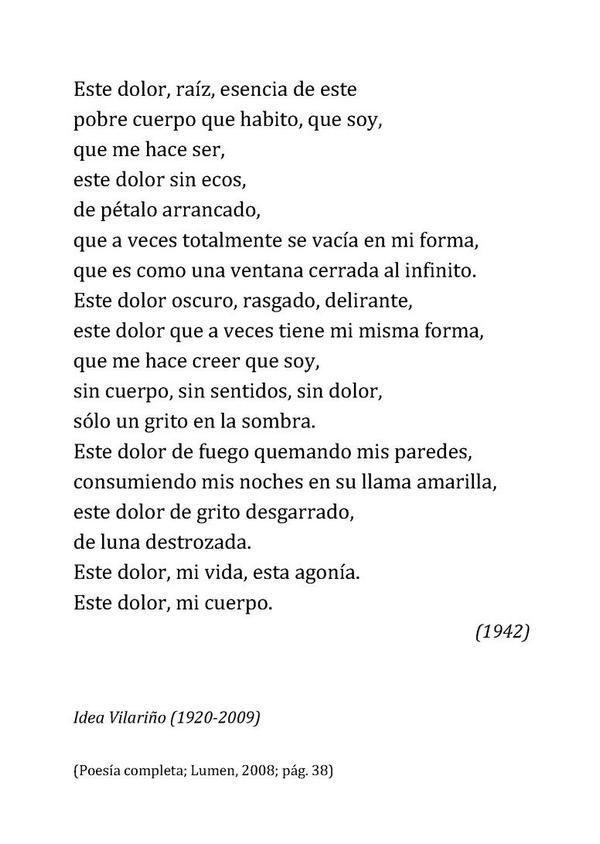 Este dolor, raíz, esencia de este
pobre cuerpo que habito, que soy,
que me hace ser,
este dolor sin ecos,
de pétalo arrancado,
que a veces totalmente se vacía en mi forma,
que es como una ventana cerrada al infinito.
Este dolor oscuro, rasgado, delirante,
este dolor que a veces tiene mi misma forma,
que me hace creer que soy,
sin cuerpo, sin sentidos, sin dolor,
sólo un grito en la sombra.
Este dolor de fuego quemando mis paredes,
consumiendo mis noches en su llama amarilla,
este dolor de grito desgarrado,
de luna destrozada.
Este dolor, mi vida, esta agonía.
Este dolor, mi cuerpo.
(1942)
Idea Vilariño (1920-2009)
(Poesía completa; Lumen, 2008; pág. 38)